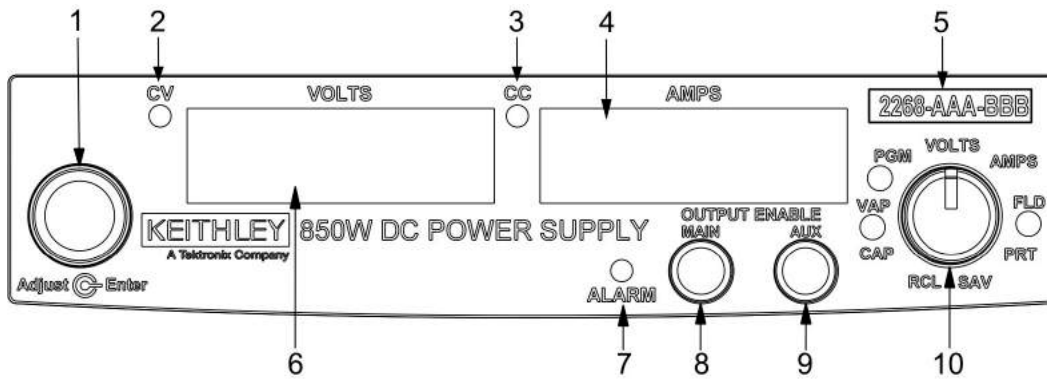 1 2 3 4 5
CV VOLTS CC AMPS
2268-AAA-BBB
VOLTS
PGM AMPS
VAP FLD
CAP PRT
RCL SAV
KEITHLEY 850W DC POWER SUPPLY
A Tektronix Company
OUTPUT ENABLE
MAIN AUX
Adjust Enter
ALARM
6 7 8 9 10